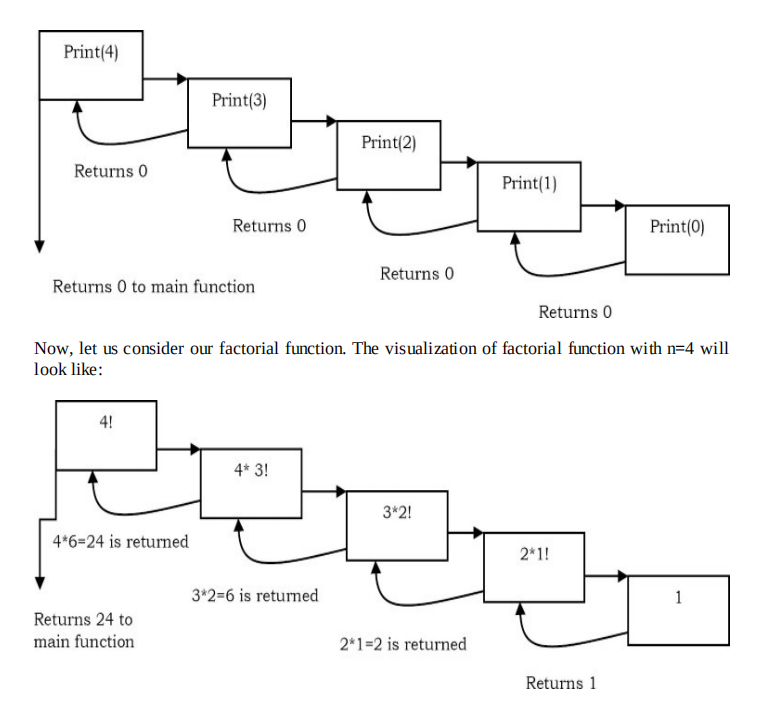 Print(4)
Print(3)
Print(2)
Print(1)
Print(0)
Returns 0
Returns 0
Returns 0
Returns 0
Returns 0 to main function
Now, let us consider our factorial function. The visualization of factorial function with n=4 will
look like:
4!
4* 3!
3*2!
2*1!
1
4*6=24 is returned
3*2=6 is returned
2*1=2 is returned
Returns 1
Returns 24 to
main function